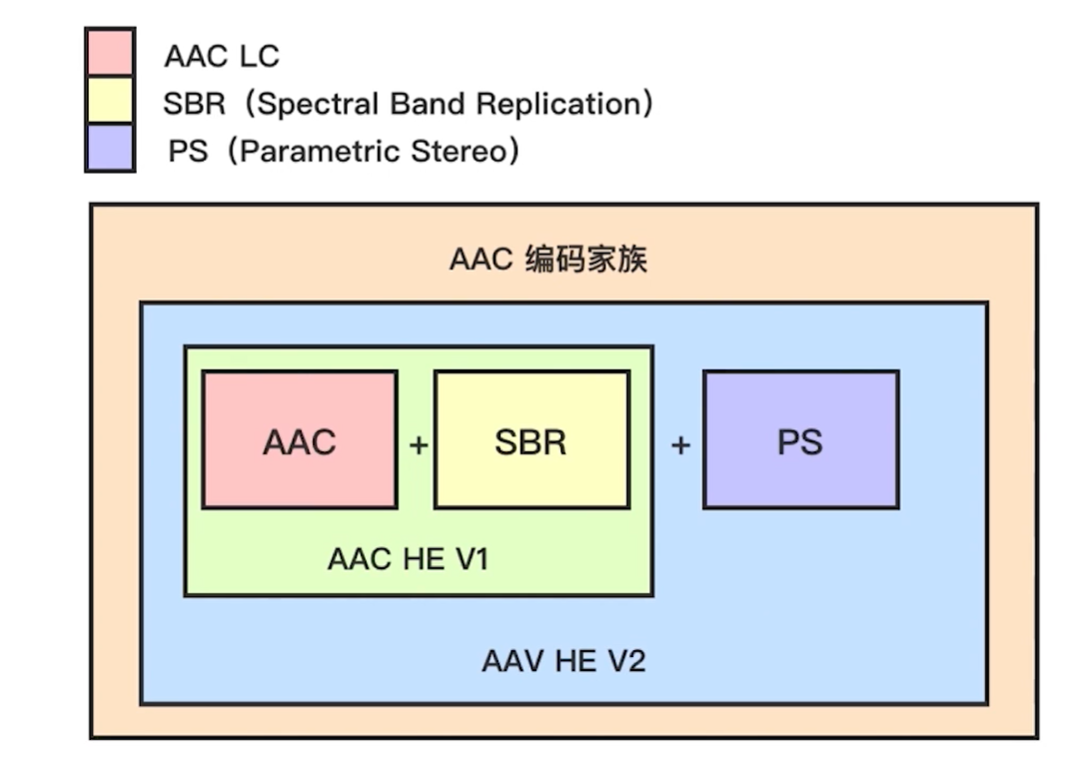 AAC LC
SBR（Spectral Band Replication）
PS（Parametric Stereo）
AAC 编码家族
AAC + SBR + PS
AAC HE V1
AAV HE V2